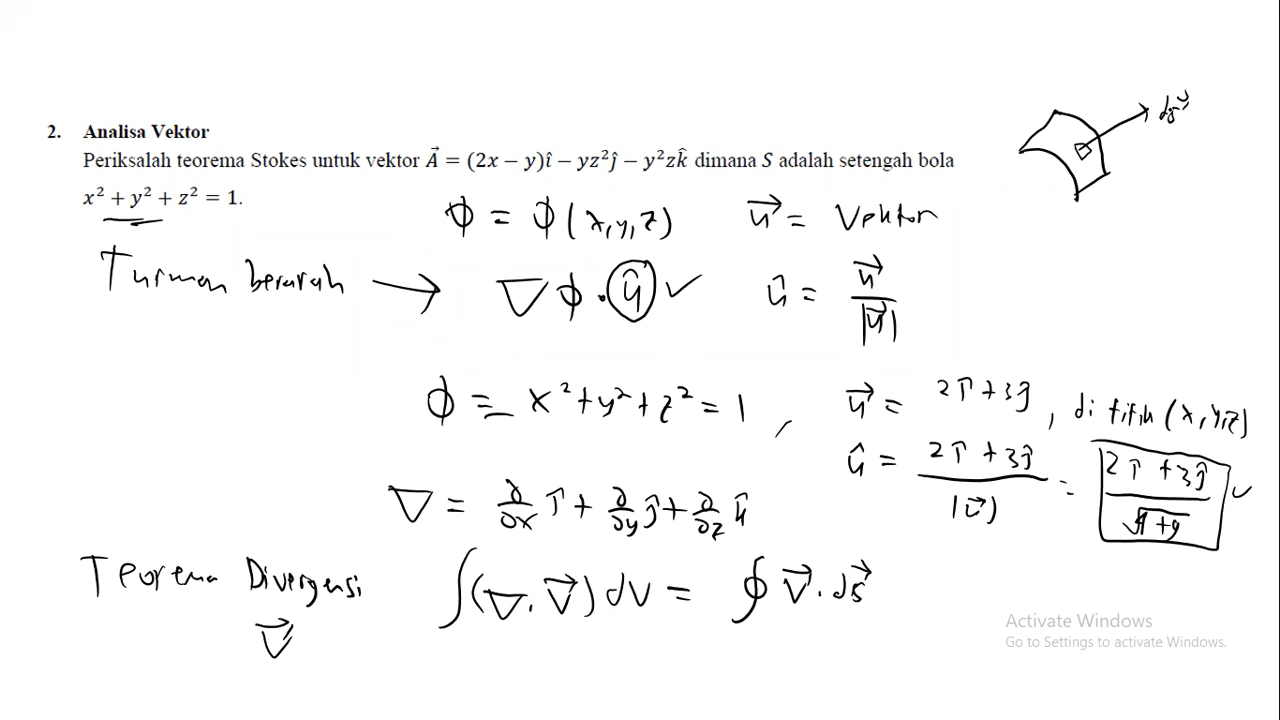 2. Analisa Vektor
Periksalah teorema Stokes untuk vektor A⃗ = (2x − y)î − yz²ĵ − y²zk̂ dimana S adalah setengah bola
x² + y² + z² = 1.
ds⃗
ϕ = ϕ(x,y,z) u⃗ = Vektor
Turunan berarah → ∇ϕ · û ✓ û = u⃗/|u⃗|
ϕ = x² + y² + z² = 1 , u⃗ = 2î + 3ĵ , di titik (x,y,z)
û = (2î + 3ĵ)/|u⃗| = (2î + 3ĵ)/√(4+9) ✓
∇ = ∂/∂x î + ∂/∂y ĵ + ∂/∂z k̂
Teorema Divergensi ∫(∇ · V⃗) dV = ∮ V⃗ · ds⃗
V⃗
Activate Windows
Go to Settings to activate Windows.